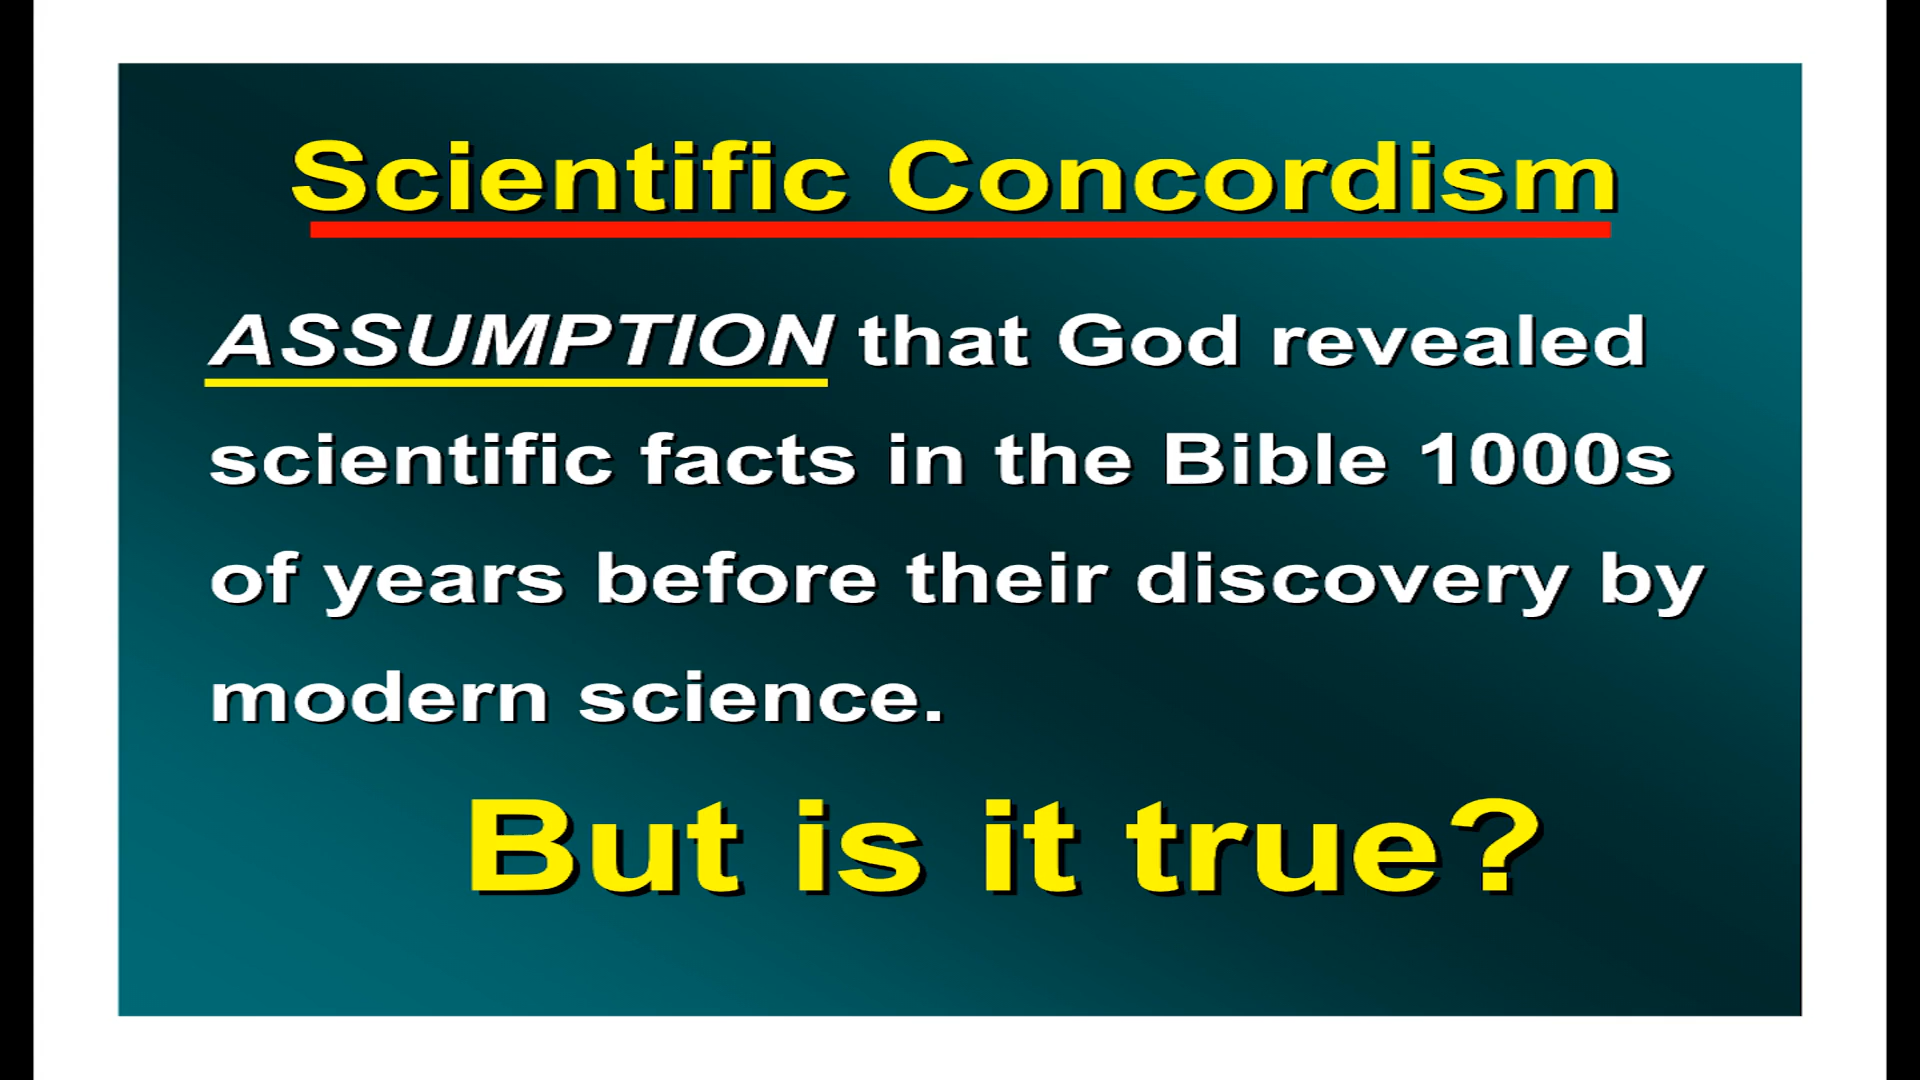 Scientific Concordism
ASSUMPTION that God revealed
scientific facts in the Bible 1000s
of years before their discovery by
modern science.
But is it true?